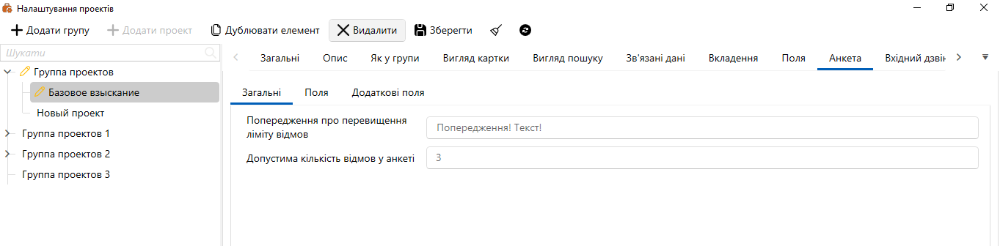 Налаштування проектів
Додати групу Додати проект Дублювати елемент Видалити Зберегти
Шукати
Загальні Опис Як у групи Вигляд картки Вигляд пошуку Зв'язані дані Вкладення Поля Анкета Вхідний дзвін
Группа проектов
Базовое взыскание
Новый проект
Группа проектов 1
Группа проектов 2
Группа проектов 3
Загальні Поля Додаткові поля
Попередження про перевищення
ліміту відмов
Попередження! Текст!
Допустима кількість відмов у анкеті
3